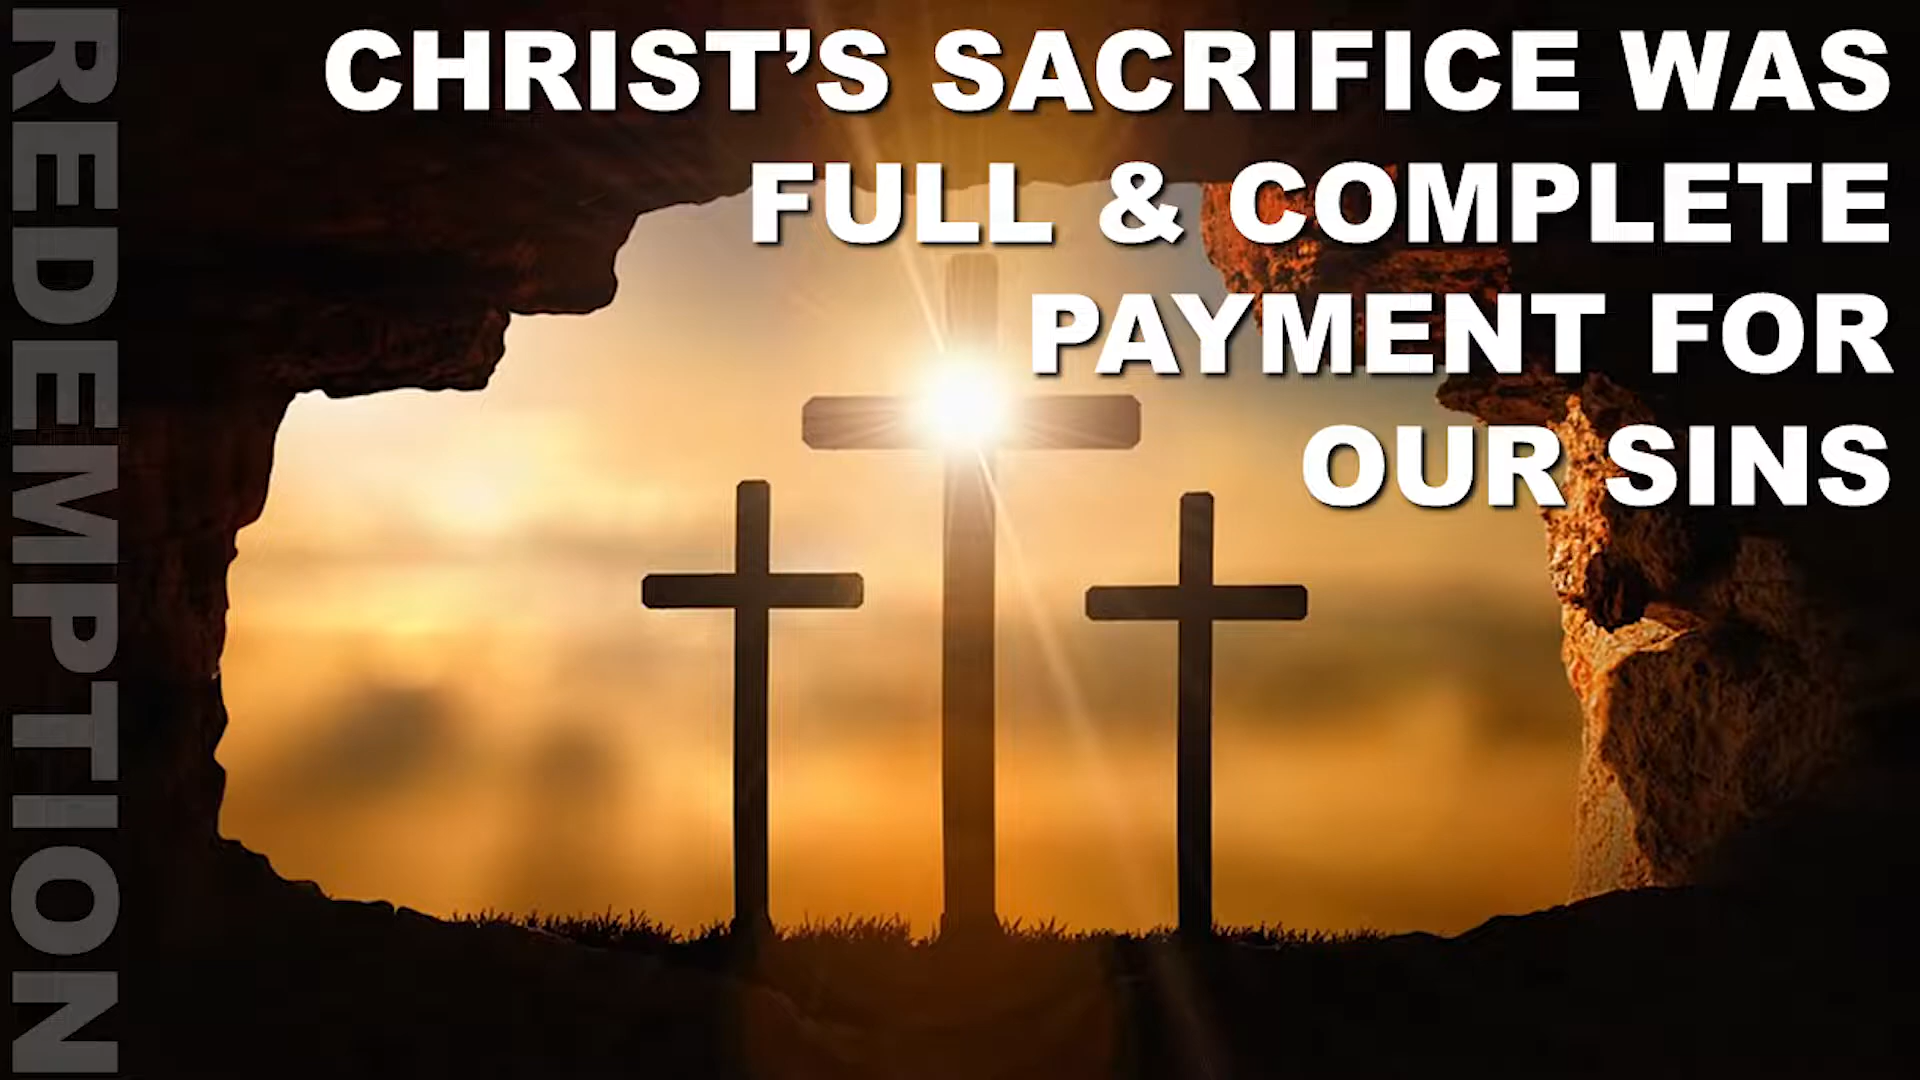 REDEMPTION
CHRIST’S SACRIFICE WAS
FULL & COMPLETE
PAYMENT FOR
OUR SINS